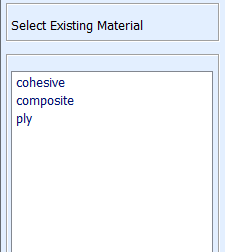 Select Existing Material
cohesive
composite
ply